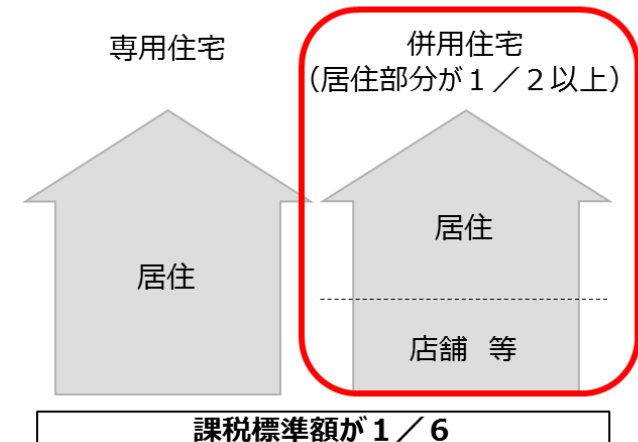 専用住宅
併用住宅
（居住部分が１／２以上）
居住
居住
店舗 等
課税標準額が１／６